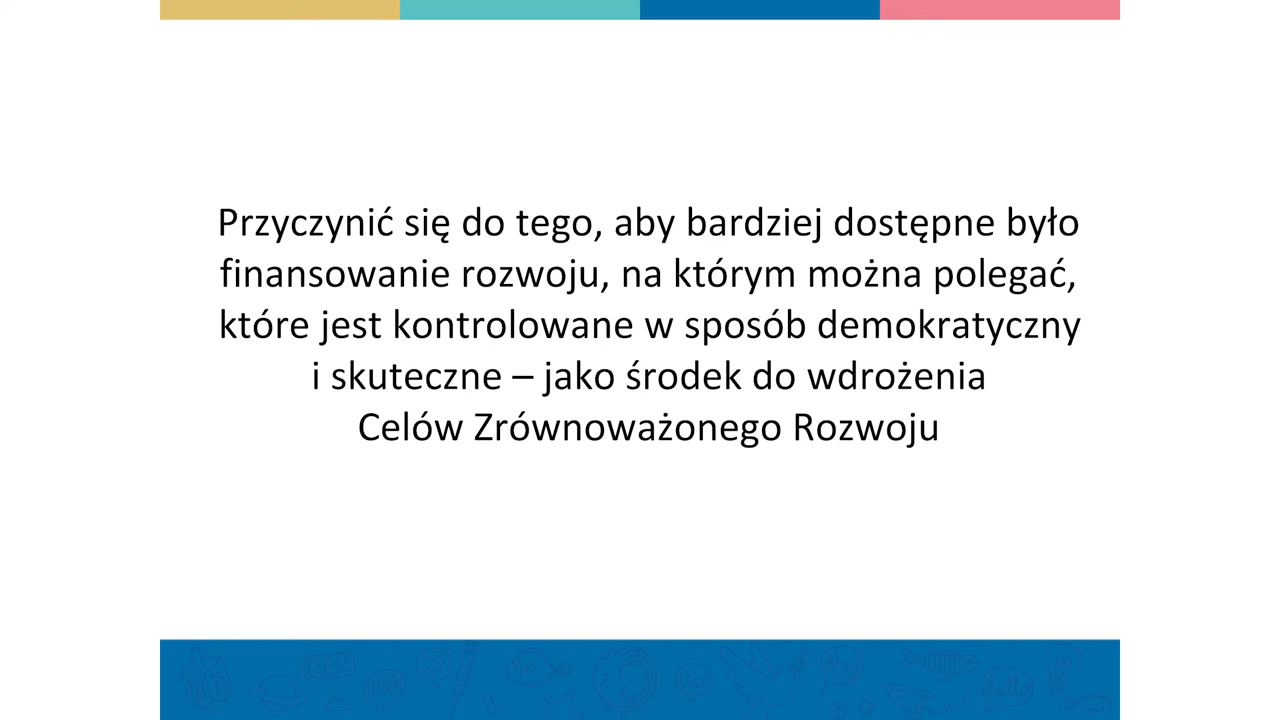 Przyczynić się do tego, aby bardziej dostępne było
finansowanie rozwoju, na którym można polegać,
które jest kontrolowane w sposób demokratyczny
i skuteczne – jako środek do wdrożenia
Celów Zrównoważonego Rozwoju
hello